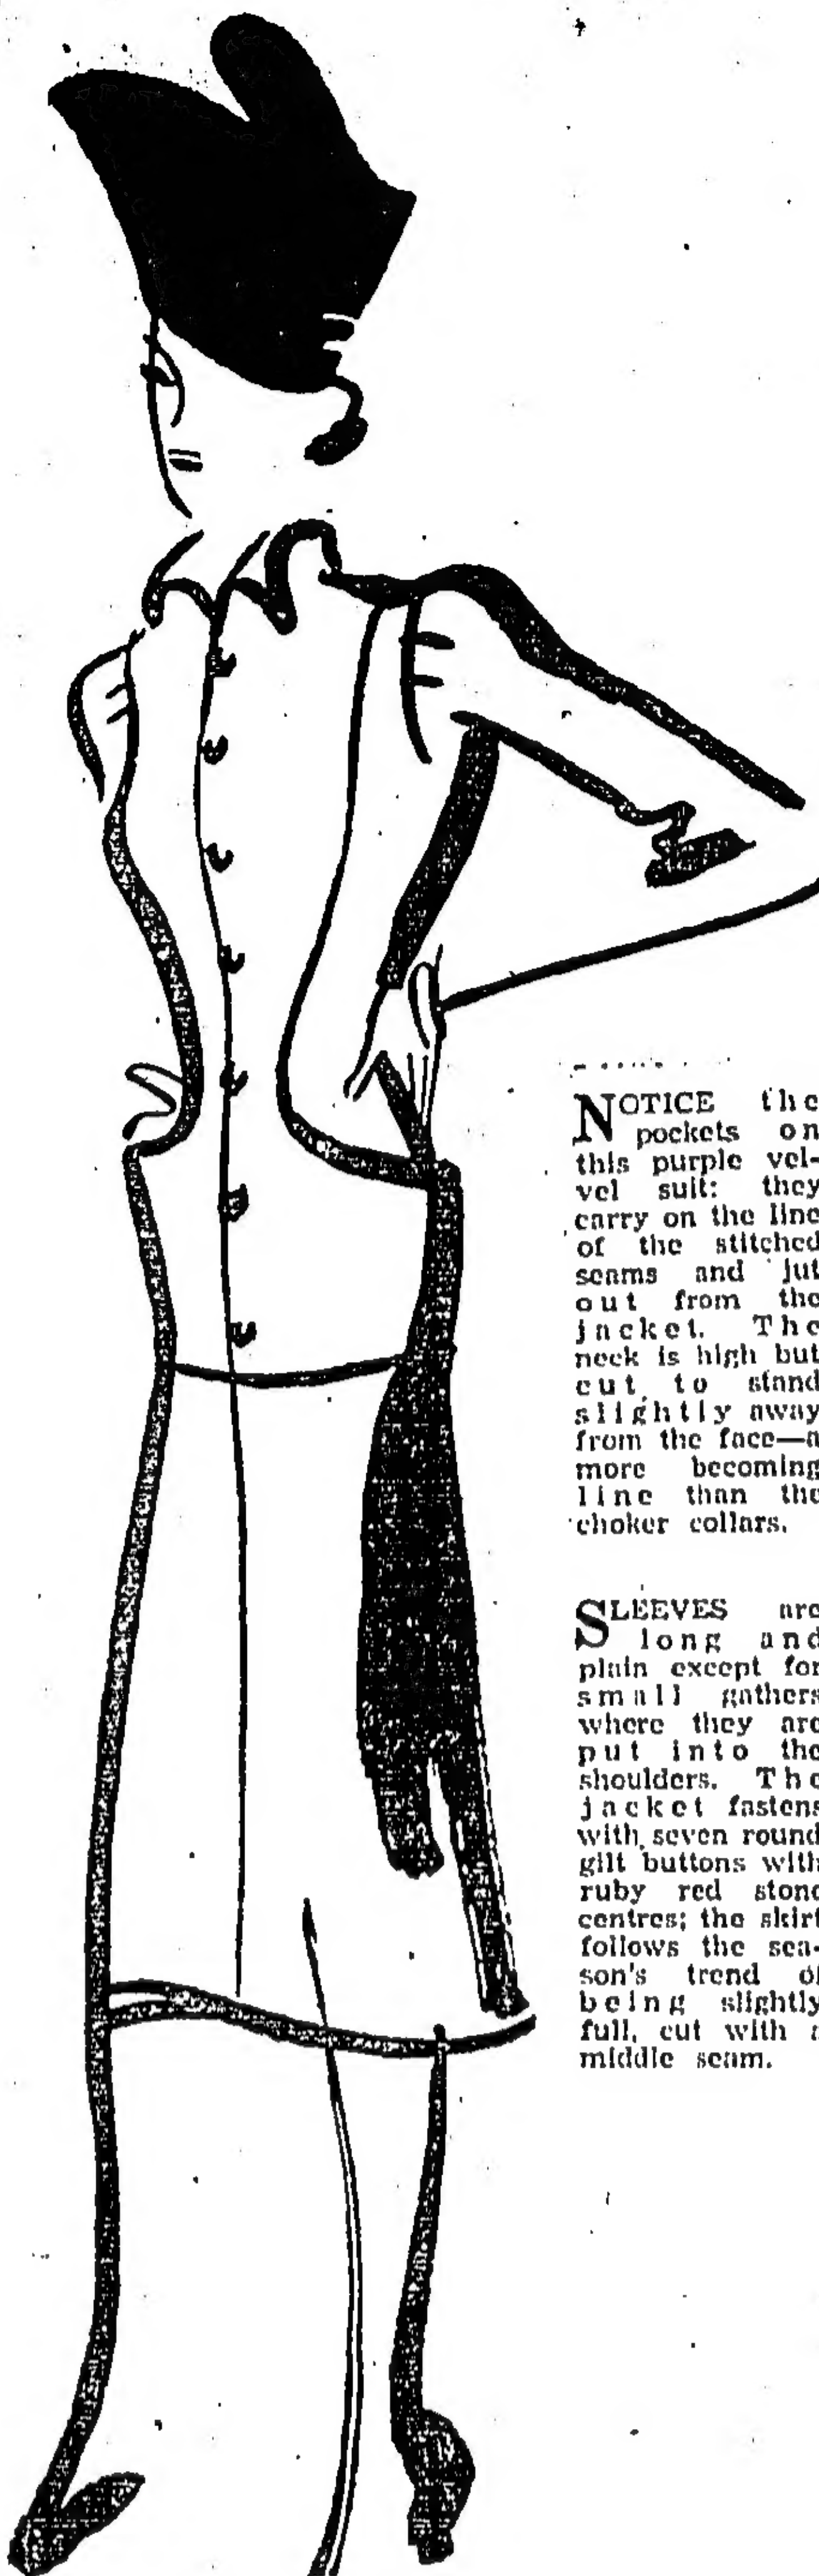 NOTICE the
pockets on
this purple vel-
vel suit: they
carry on the line
of the stitched
seams and jut
out from the
jacket. The
neck is high but
cut to stand
slightly away
from the face—a
more becoming
line than the
choker collars.
SLEEVES are
long and
plain except for
small gathers
where they are
put into the
shoulders. The
jacket fastens
with seven round
gilt buttons with
ruby red stone
centres; the skirt
follows the sea-
son's trend of
being slightly
full, cut with a
middle seam.